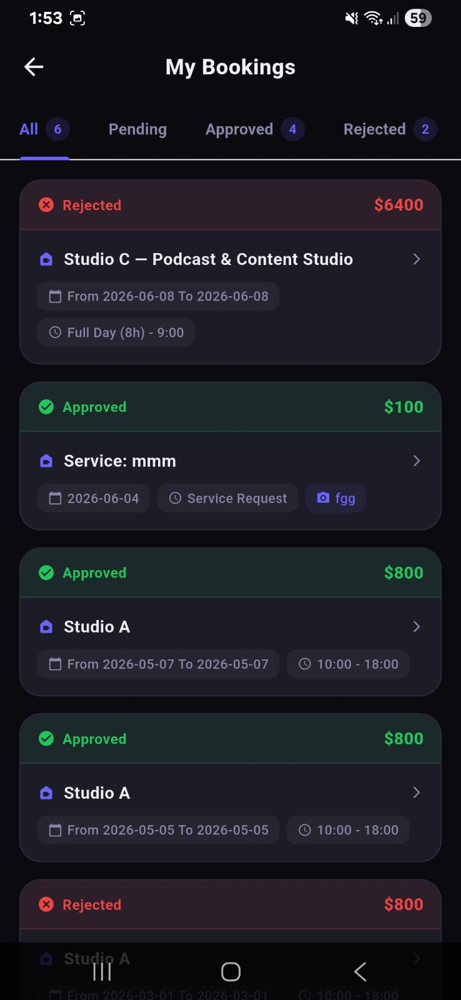 1:53
59
My Bookings
All 6 Pending Approved 4 Rejected 2
Rejected $6400
Studio C — Podcast & Content Studio
From 2026-06-08 To 2026-06-08
Full Day (8h) - 9:00
Approved $100
Service: mmm
2026-06-04 Service Request fgg
Approved $800
Studio A
From 2026-05-07 To 2026-05-07 10:00 - 18:00
Approved $800
Studio A
From 2026-05-05 To 2026-05-05 10:00 - 18:00
Rejected $800
Studio A
From 2026-03-01 To 2026-03-01 10:00 - 18:00